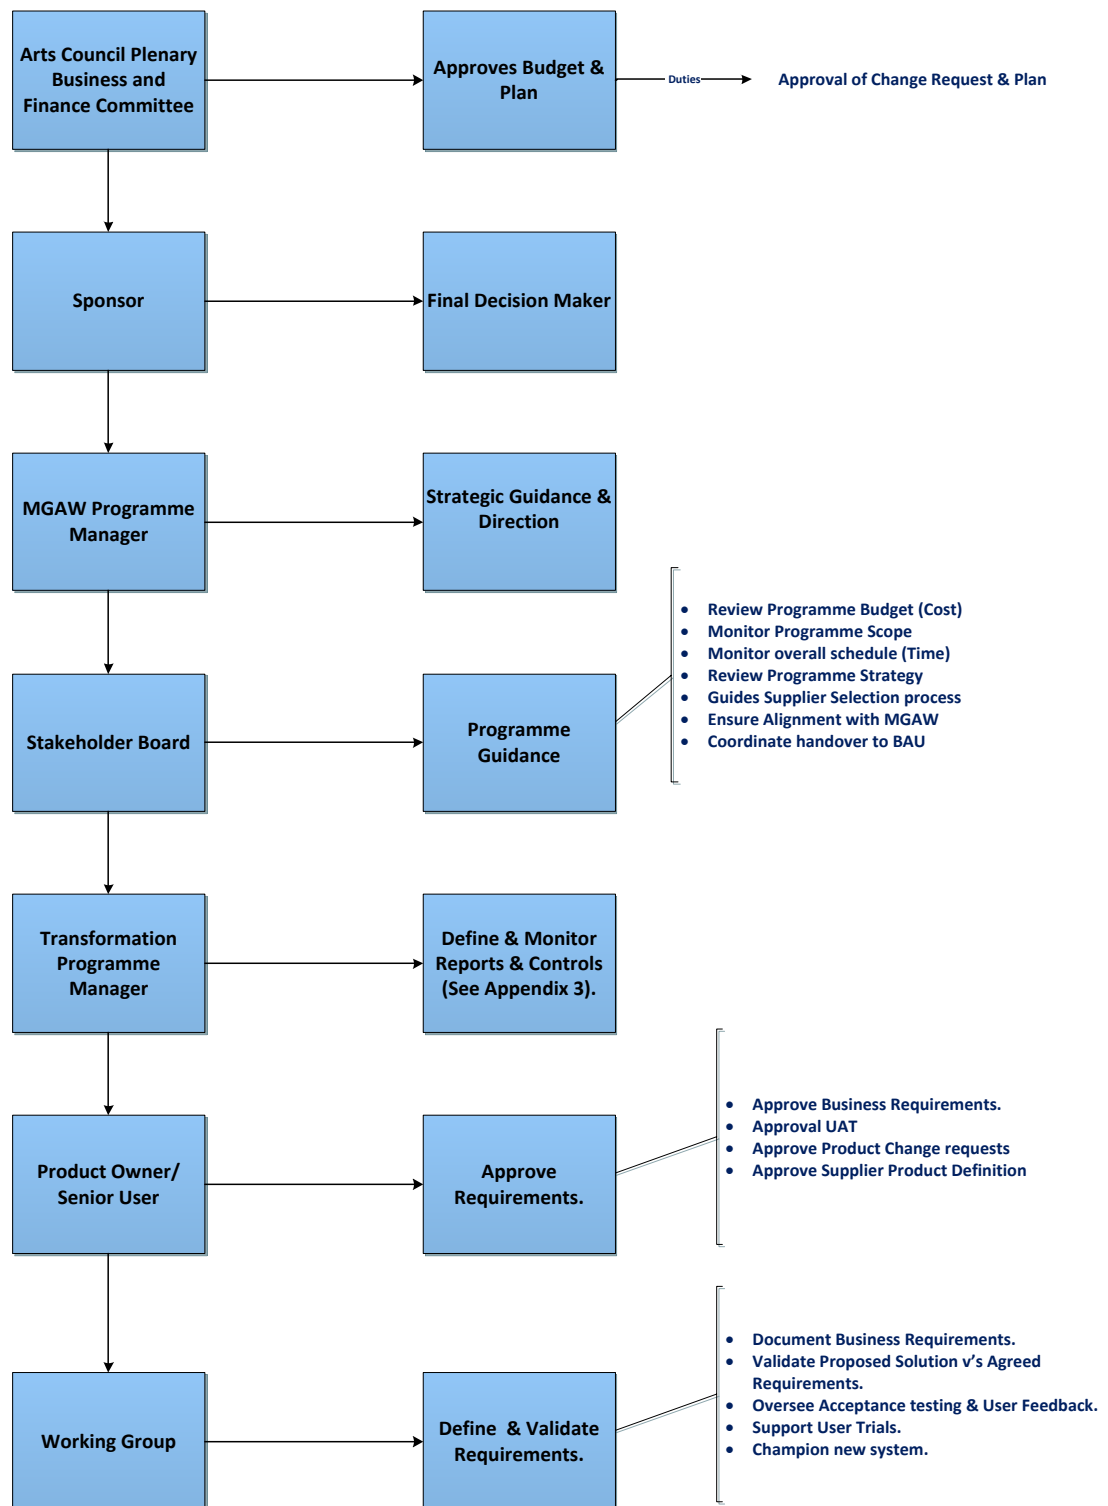 Arts Council Plenary
Business and
Finance Committee
Approves Budget &
Plan
Duties
Approval of Change Request & Plan
Sponsor
Final Decision Maker
MGAW Programme
Manager
Strategic Guidance &
Direction
Stakeholder Board
Programme
Guidance
• Review Programme Budget (Cost)
• Monitor Programme Scope
• Monitor overall schedule (Time)
• Review Programme Strategy
• Guides Supplier Selection process
• Ensure Alignment with MGAW
• Coordinate handover to BAU
Transformation
Programme
Manager
Define & Monitor
Reports & Controls
(See Appendix 3).
Product Owner/
Senior User
Approve
Requirements.
• Approve Business Requirements.
• Approval UAT
• Approve Product Change requests
• Approve Supplier Product Definition
Working Group
Define & Validate
Requirements.
• Document Business Requirements.
• Validate Proposed Solution v’s Agreed
Requirements.
• Oversee Acceptance testing & User Feedback.
• Support User Trials.
• Champion new system.